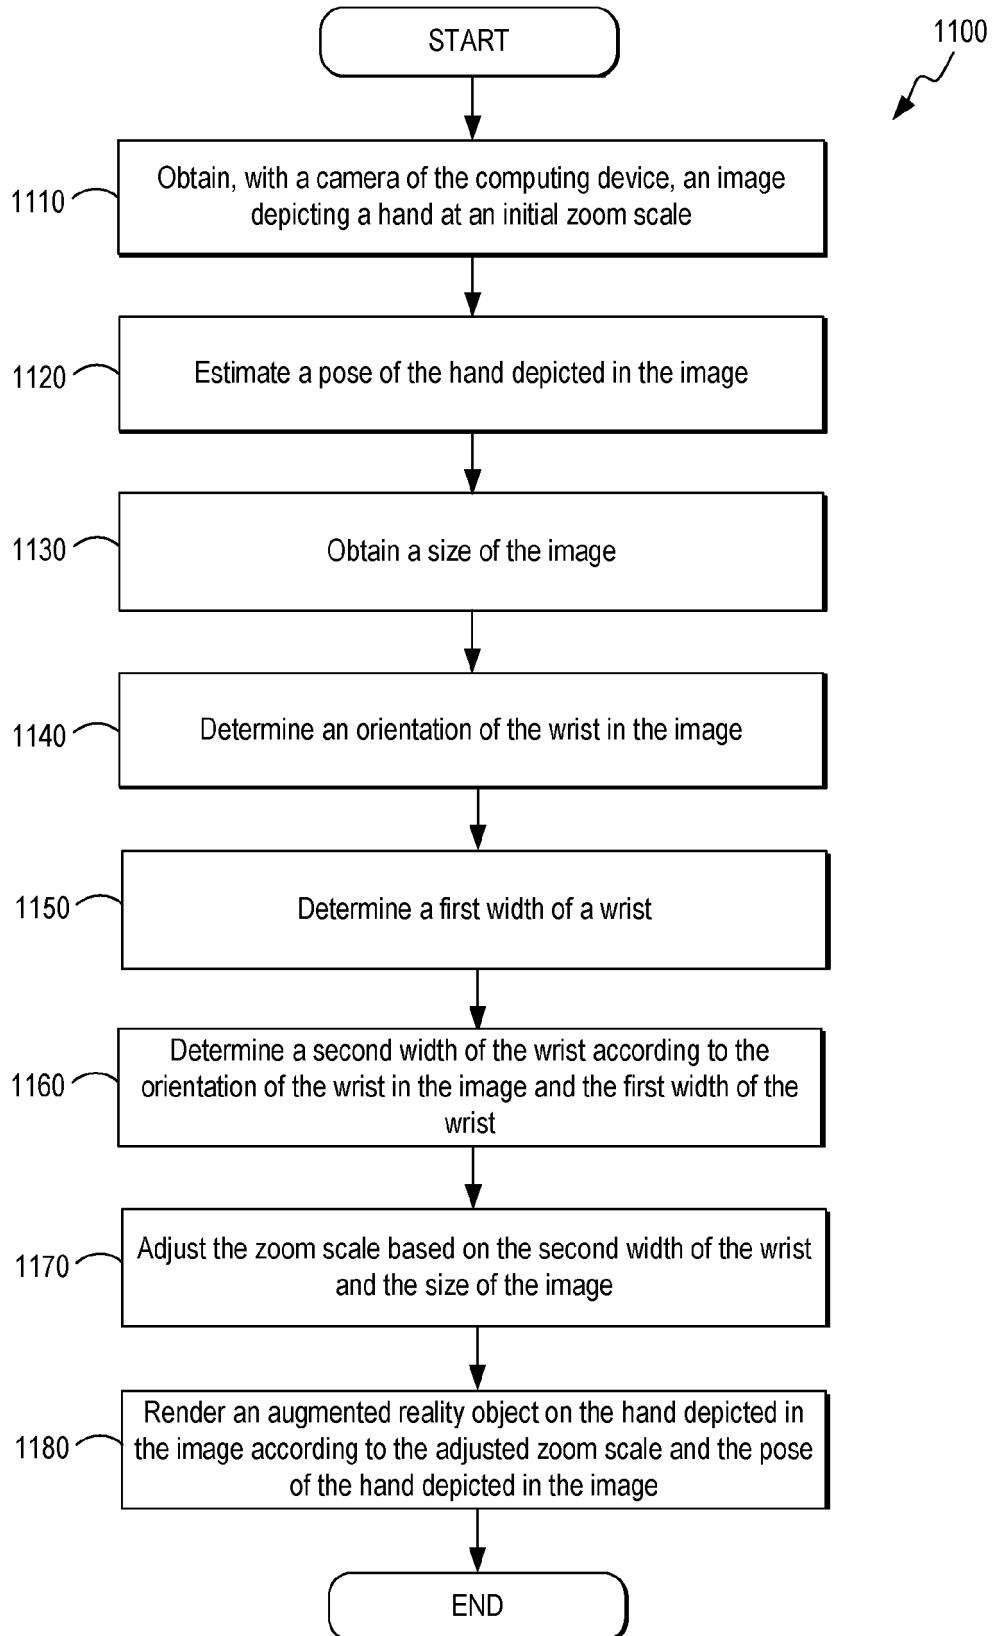 START
1100
1110
Obtain, with a camera of the computing device, an image
depicting a hand at an initial zoom scale
1120
Estimate a pose of the hand depicted in the image
1130
Obtain a size of the image
1140
Determine an orientation of the wrist in the image
1150
Determine a first width of a wrist
1160
Determine a second width of the wrist according to the
orientation of the wrist in the image and the first width of the
wrist
1170
Adjust the zoom scale based on the second width of the wrist
and the size of the image
1180
Render an augmented reality object on the hand depicted in
the image according to the adjusted zoom scale and the pose
of the hand depicted in the image
END